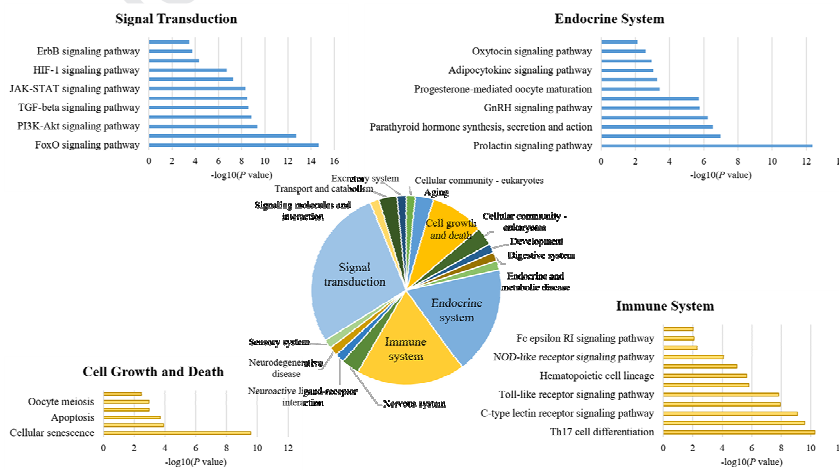 Signal Transduction
ErbB signaling pathway
HIF-1 signaling pathway
JAK-STAT signaling pathway
TGF-beta signaling pathway
PI3K-Akt signaling pathway
FoxO signaling pathway
0 2 4 6 8 10 12 14 16
-log10(P value)
Endocrine System
Oxytocin signaling pathway
Adipocytokine signaling pathway
Progesterone-mediated oocyte maturation
GnRH signaling pathway
Parathyroid hormone synthesis, secretion and action
Prolactin signaling pathway
0 2 4 6 8 10 12
-log10(P value)
Excretory system
Transport and catabolism
Signaling molecules and
interaction
Signal
transduction
Sensory system
Neurodegenerative
disease
Neuroactive ligand-receptor
interaction
Nervous system
Immune
system
Endocrine
system
Endocrine and
metabolic disease
Digestive system
Development
Cellular community -
eukaryotes
Cell growth
and death
Aging
Cellular community - eukaryotes
Cell Growth and Death
Oocyte meiosis
Apoptosis
Cellular senescence
0 2 4 6 8 10 12
-log10(P value)
Immune System
Fc epsilon RI signaling pathway
NOD-like receptor signaling pathway
Hematopoietic cell lineage
Toll-like receptor signaling pathway
C-type lectin receptor signaling pathway
Th17 cell differentiation
0 2 4 6 8 10
-log10(P value)